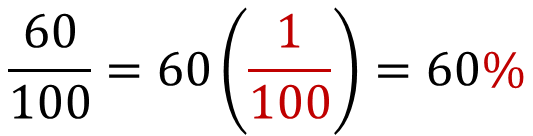 60/100 = 60(1/100) = 60%